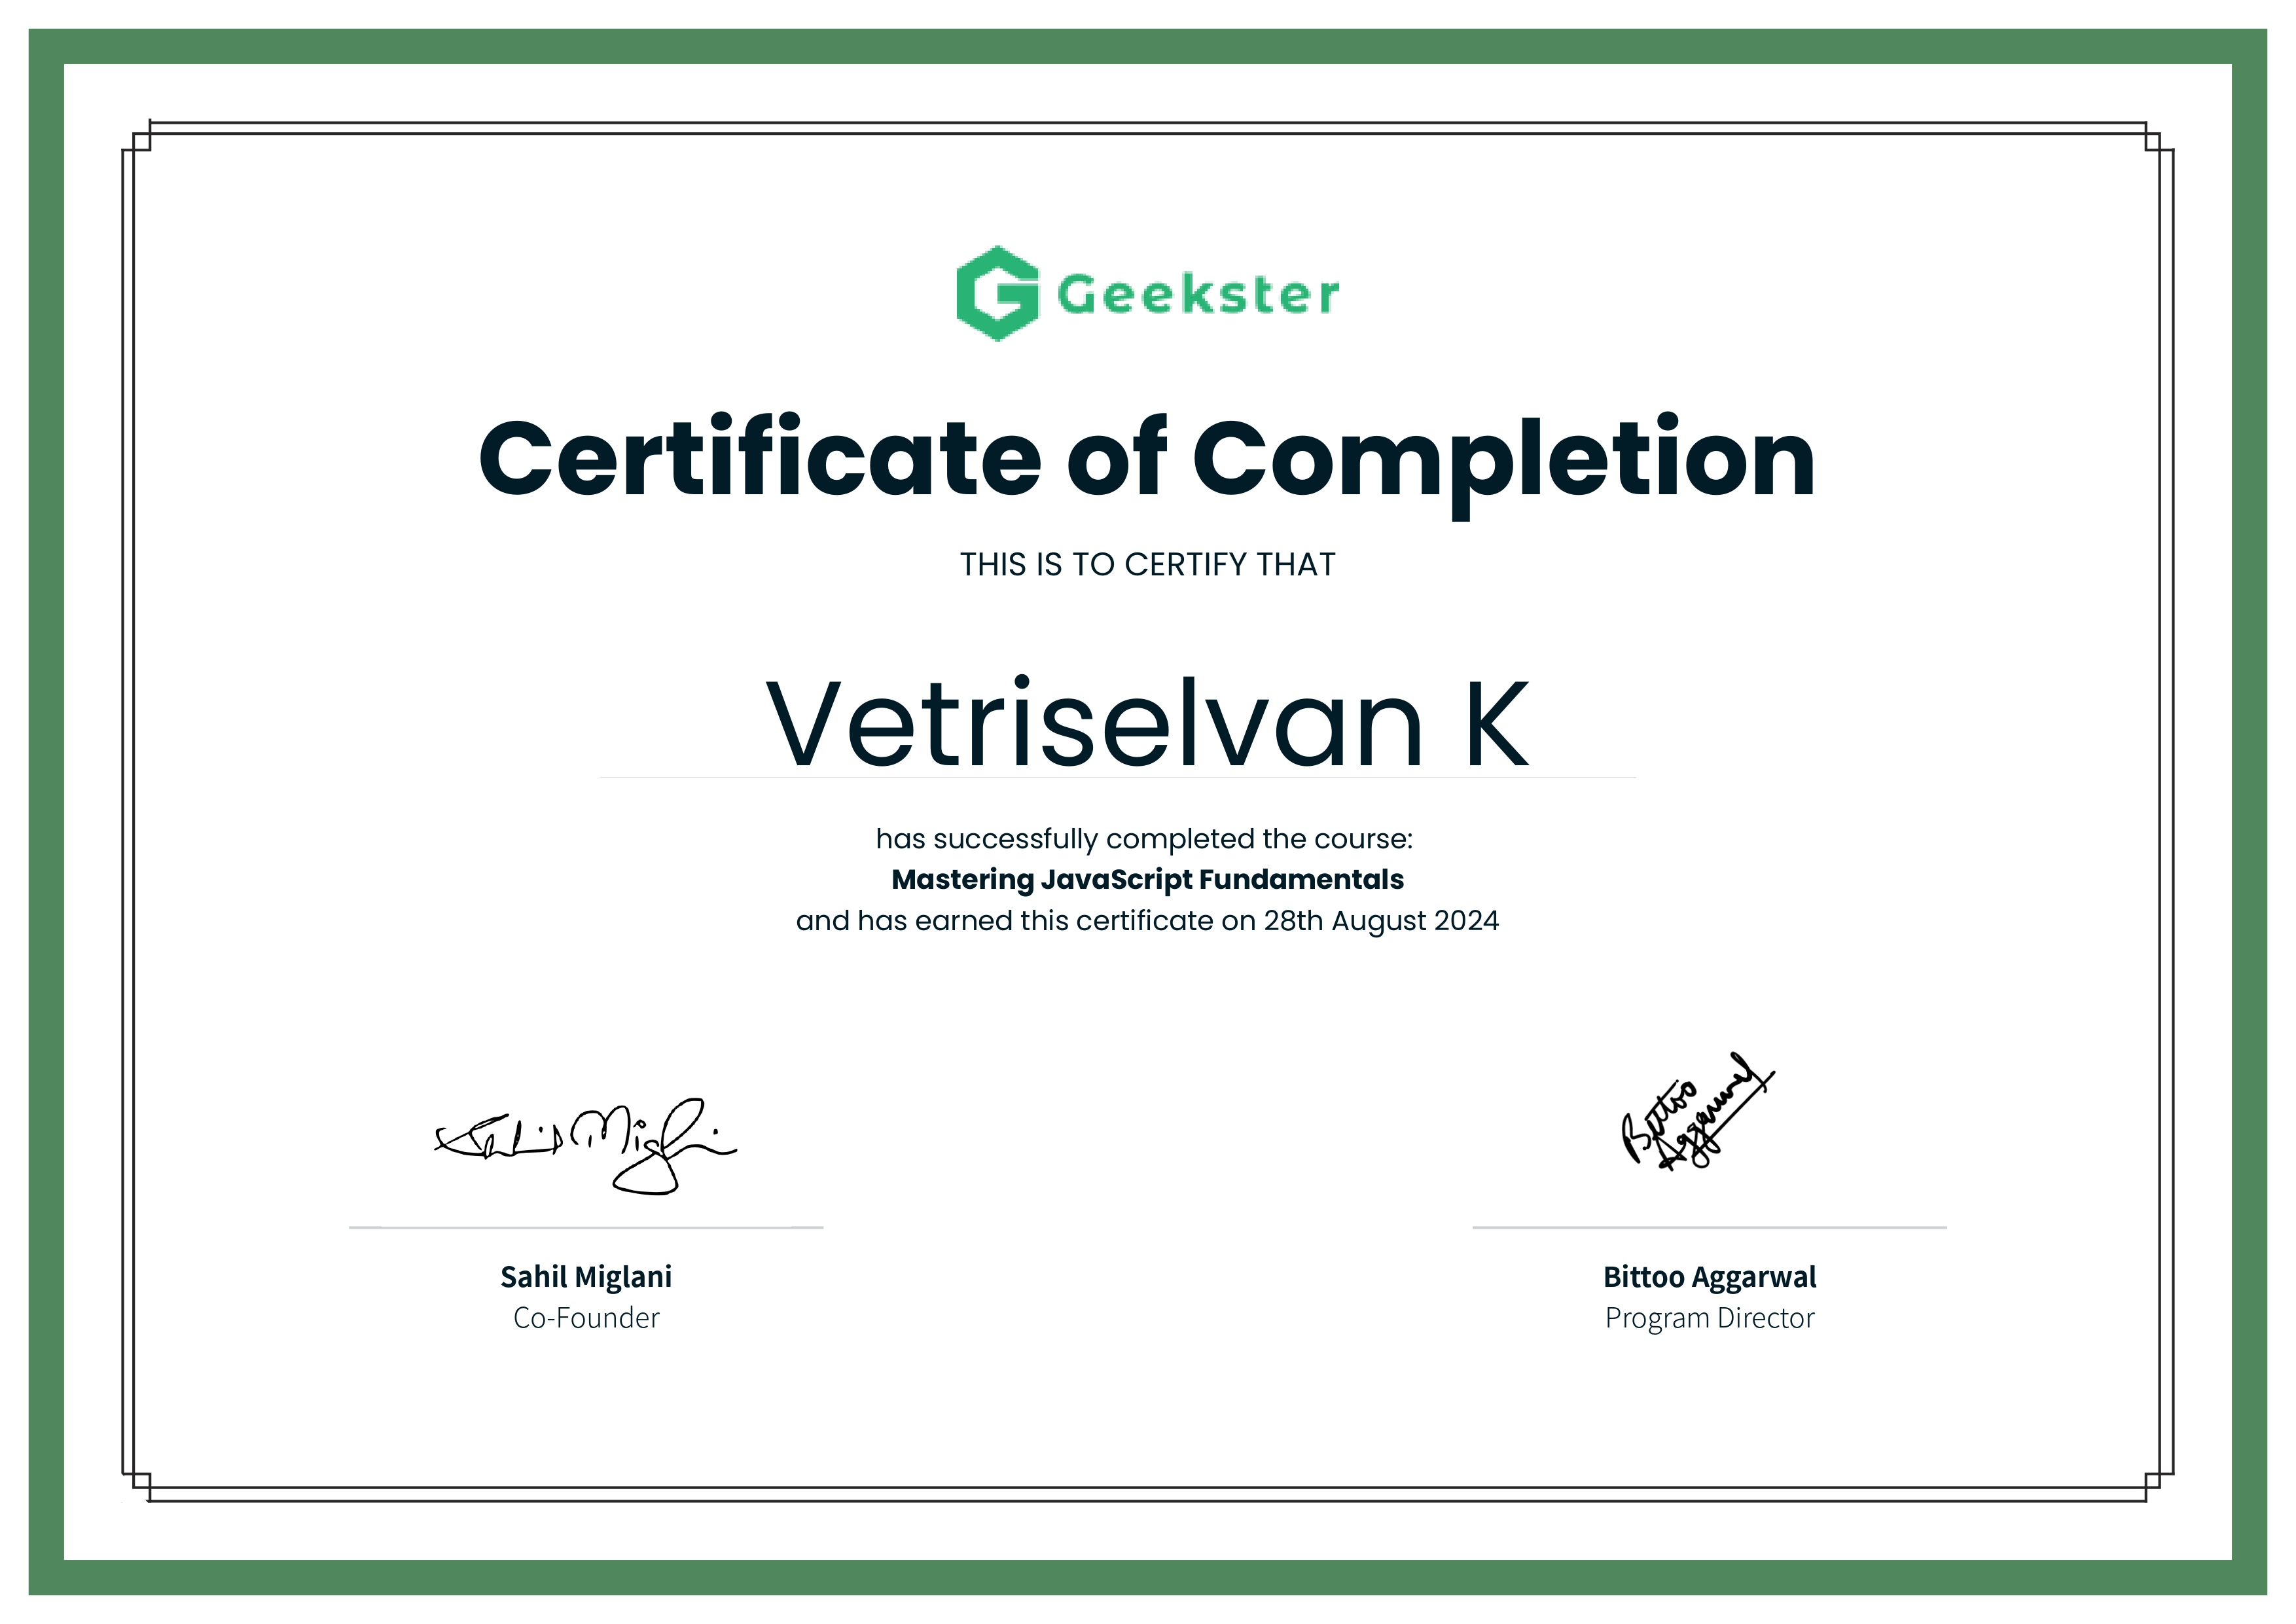 Geekster
Certificate of Completion
THIS IS TO CERTIFY THAT
Vetriselvan K
has successfully completed the course:
Mastering JavaScript Fundamentals
and has earned this certificate on 28th August 2024
Sahil Miglani
Bittoo
Aggarwal
Sahil Miglani
Co-Founder
Bittoo Aggarwal
Program Director